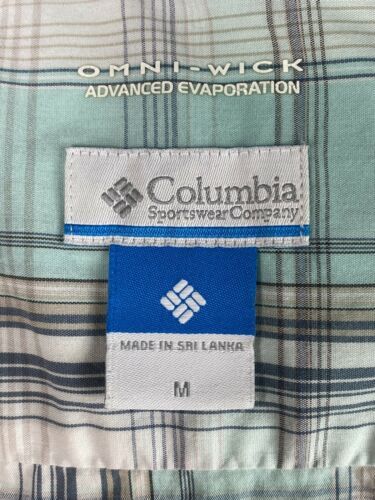 OMNI-WICK
ADVANCED EVAPORATION
Columbia
Sportswear Company
MADE IN SRI LANKA
M